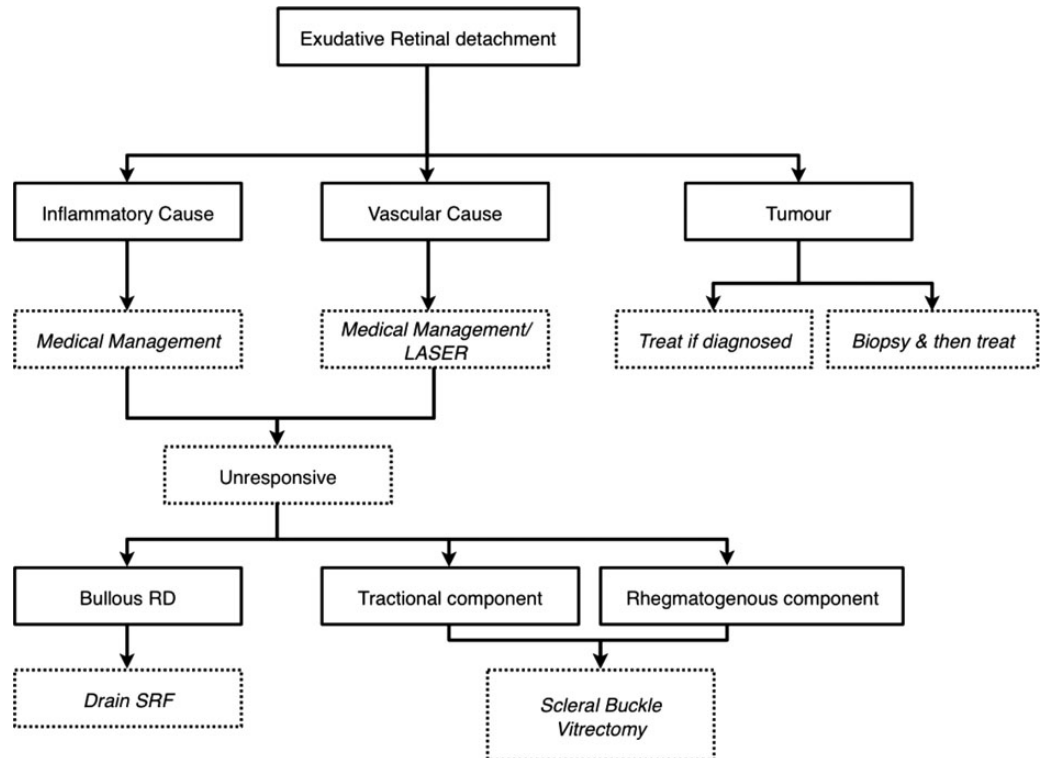 Exudative Retinal detachment
Inflammatory Cause
Vascular Cause
Tumour
Medical Management
Medical Management/
LASER
Treat if diagnosed
Biopsy & then treat
Unresponsive
Bullous RD
Tractional component
Rhegmatogenous component
Drain SRF
Scleral Buckle
Vitrectomy